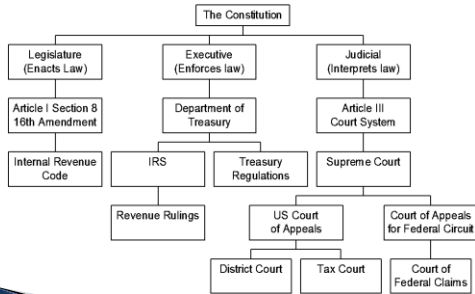 The Constitution
Legislature
(Enacts Law)
Executive
(Enforces law)
Judicial
(Interprets law)
Article I Section 8
16th Amendment
Department of
Treasury
Article III
Court System
Internal Revenue
Code
IRS
Treasury
Regulations
Supreme Court
Revenue Rulings
US Court
of Appeals
Court of Appeals
for Federal Circuit
District Court
Tax Court
Court of
Federal Claims